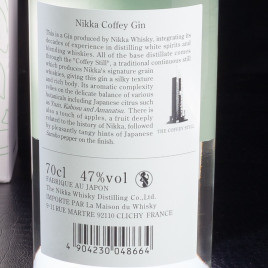 Nikka Coffey Gin
This is a Gin produced by Nikka Whisky, integrating its
decades of experience in distilling white spirits and
blending whiskies. All of the base distillate comes
through the "Coffey Still", a traditional continuous still
which produces Nikka's signature grain
whiskies, giving this gin a silky texture
and distillate. Its aromatic complexity
relies on the delicate balance of various
botanicals including Japanese citrus such
as Yuzu, Kabosu and Amanatsu. There is
also a touch of apples, a fruit deeply
related to the history of Nikka, followed
by pleasantly tangy hints of Japanese
Sansho pepper on the finish.
THE COFFEY STILL
70cl 47%vol
FABRIQUÉ AU JAPON
The Nikka Whisky Distilling Co.,Ltd.
IMPORTÉ PAR La Maison du Whisky
9-11 RUE MARTRE 92110 CLICHY FRANCE
4 904230 048664